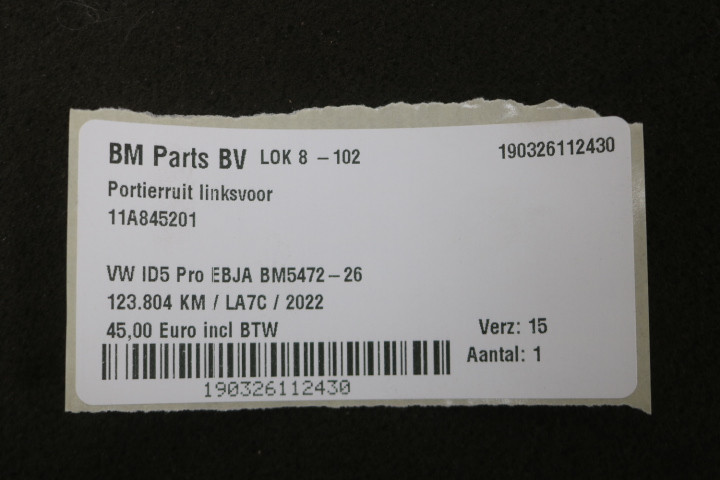 BM Parts BV LOK 8 - 102 190326112430
Portierruit linksvoor
11A845201
VW ID5 Pro EBJA BM5472-26
123.804 KM / LA7C / 2022
45,00 Euro incl BTW Verz: 15
Aantal: 1
190326112430